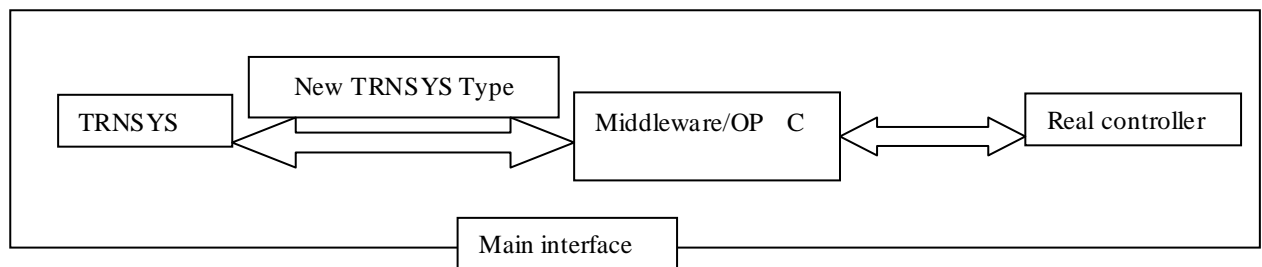 New TRNSYS Type
TRNSYS
Middleware/OP C
Real controller
Main interface